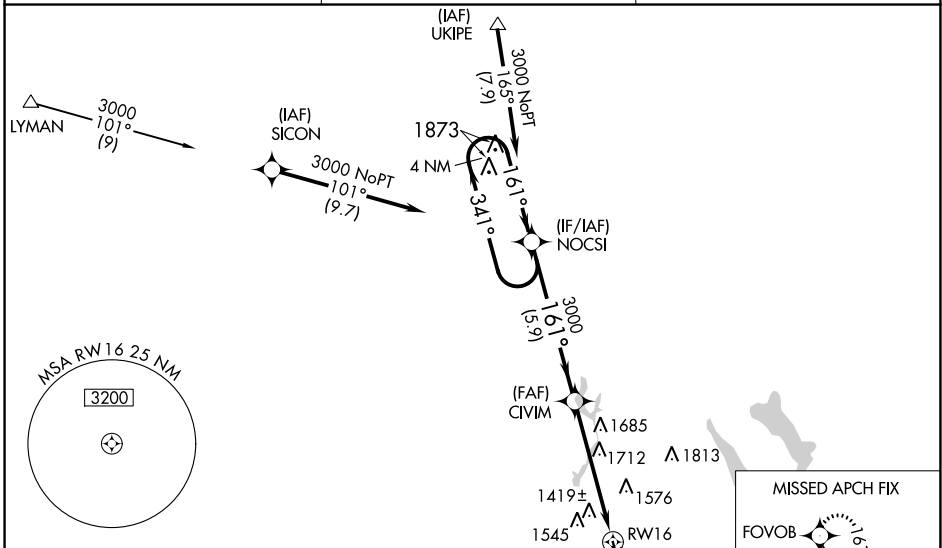 (IAF)
UKIPE
3000 NoPT
165°
(7.9)
LYMAN
3000
101°
(9)
(IAF)
SICON
3000 NoPT
101°
(9.7)
1873
4 NM
161°
341°
(IF/IAF)
NOCSI
3000
161°
(5.9)
MSA RW16 25 NM
3200
(FAF)
CIVIM
1685
1712
1813
1576
1419±
1545
RW16
MISSED APCH FIX
FOVOB